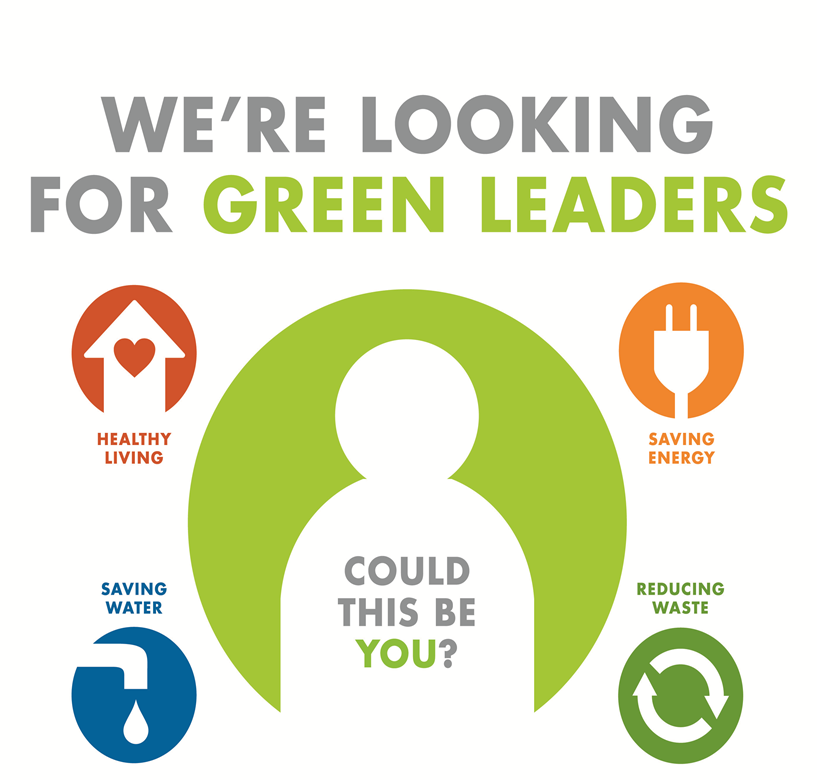 WE'RE LOOKING
FOR GREEN LEADERS
HEALTHY
LIVING
SAVING
ENERGY
COULD
THIS BE
YOU?
SAVING
WATER
REDUCING
WASTE